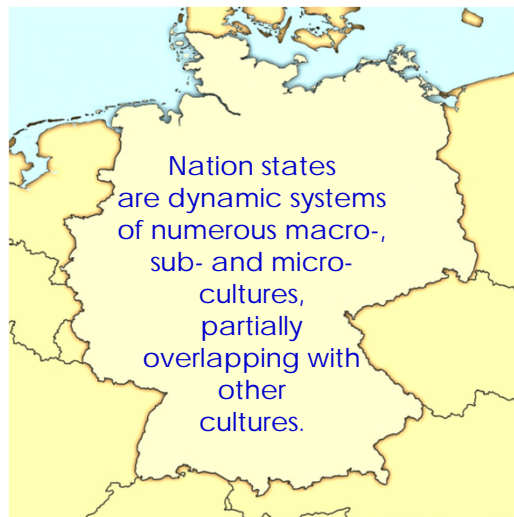 Nation states
are dynamic systems
of numerous macro-,
sub- and micro-
cultures,
partially
overlapping with
other
cultures.